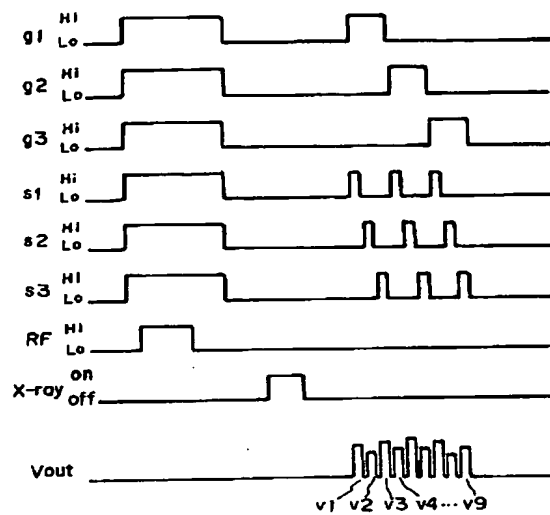 g1 Hi
Lo
g2 Hi
Lo
g3 Hi
Lo
s1 Hi
Lo
s2 Hi
Lo
s3 Hi
Lo
RF Hi
Lo
X-ray on
off
Vout
v1 v2 v3 v4 ... v9